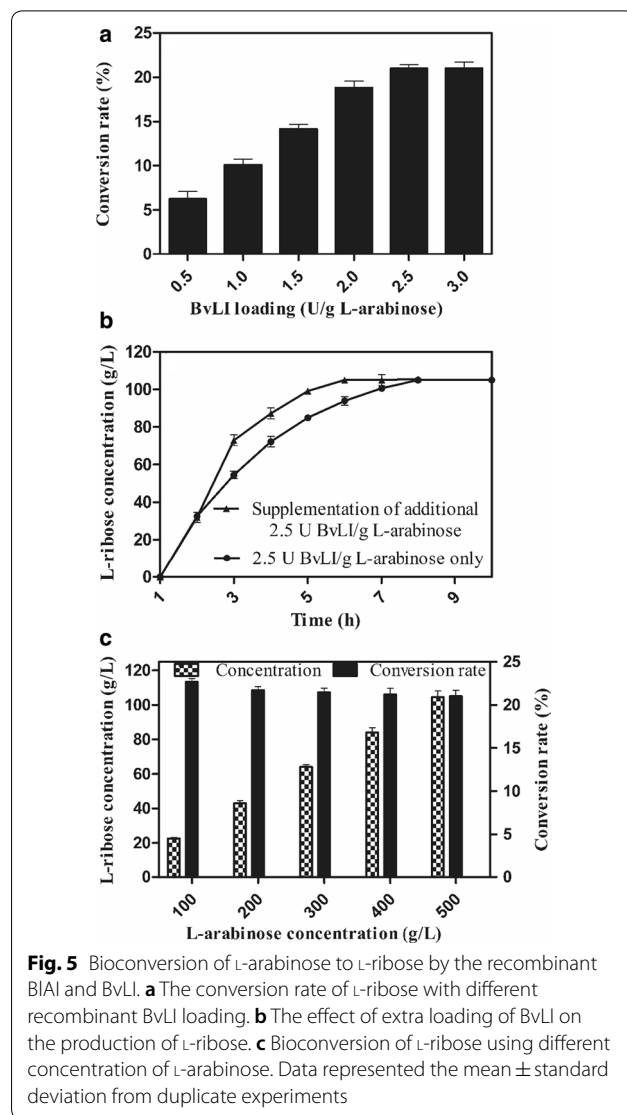 a
Conversion rate (%)
25
20
15
10
5
0
0.5
1.0
1.5
2.0
2.5
3.0
BvLI loading (U/g L-arabinose)
b
L-ribose concentration (g/L)
120
100
80
60
40
20
0
Supplementation of additional
2.5 U BvLI/g L-arabinose
2.5 U BvLI/g L-arabinose only
1
3
5
7
9
Time (h)
c
Concentration
Conversion rate
L-ribose concentration (g/L)
120
100
80
60
40
20
0
25
20
15
10
5
0
Conversion rate (%)
100
200
300
400
500
L-arabinose concentration (g/L)
Fig. 5 Bioconversion of L-arabinose to L-ribose by the recombinant
BlAI and BvLI. a The conversion rate of L-ribose with different
recombinant BvLI loading. b The effect of extra loading of BvLI on
the production of L-ribose. c Bioconversion of L-ribose using different
concentration of L-arabinose. Data represented the mean ± standard
deviation from duplicate experiments